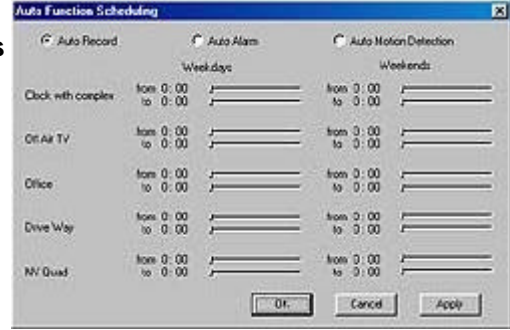 Auto Function Scheduling
s
Auto Record Auto Alarm Auto Motion Detection
Weekdays Weekends
Clock with complex from 0:00 from 0:00
to 0:00 to 0:00
Off Air TV from 0:00 from 0:00
to 0:00 to 0:00
Office from 0:00 from 0:00
to 0:00 to 0:00
Drive Way from 0:00 from 0:00
to 0:00 to 0:00
NV Quad from 0:00 from 0:00
to 0:00 to 0:00
OK Cancel Apply